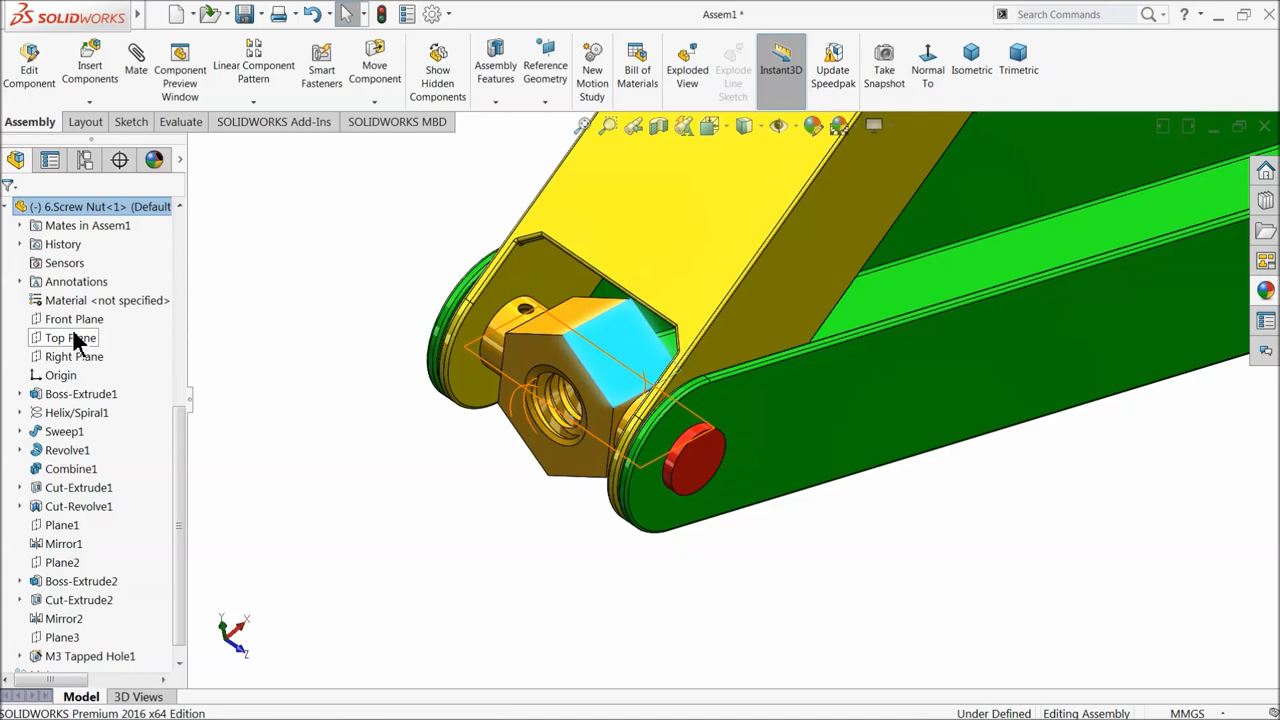 SOLIDWORKS
Assem1 *
Search Commands
?
Edit Component
Insert Components
Mate
Component Preview Window
Linear Component Pattern
Smart Fasteners
Move Component
Show Hidden Components
Assembly Features
Reference Geometry
New Motion Study
Bill of Materials
Exploded View
Explode Line Sketch
Instant3D
Update Speedpak
Take Snapshot
Normal To
Isometric
Trimetric
Assembly
Layout
Sketch
Evaluate
SOLIDWORKS Add-Ins
SOLIDWORKS MBD
(-) 6.Screw Nut<1> (Default
Mates in Assem1
History
Sensors
Annotations
Material <not specified>
Front Plane
Top Plane
Right Plane
Origin
Boss-Extrude1
Helix/Spiral1
Sweep1
Revolve1
Combine1
Cut-Extrude1
Cut-Revolve1
Plane1
Mirror1
Plane2
Boss-Extrude2
Cut-Extrude2
Mirror2
Plane3
M3 Tapped Hole1
Y
X
Z
Model
3D Views
SOLIDWORKS Premium 2016 x64 Edition
Under Defined
Editing Assembly
MMGS